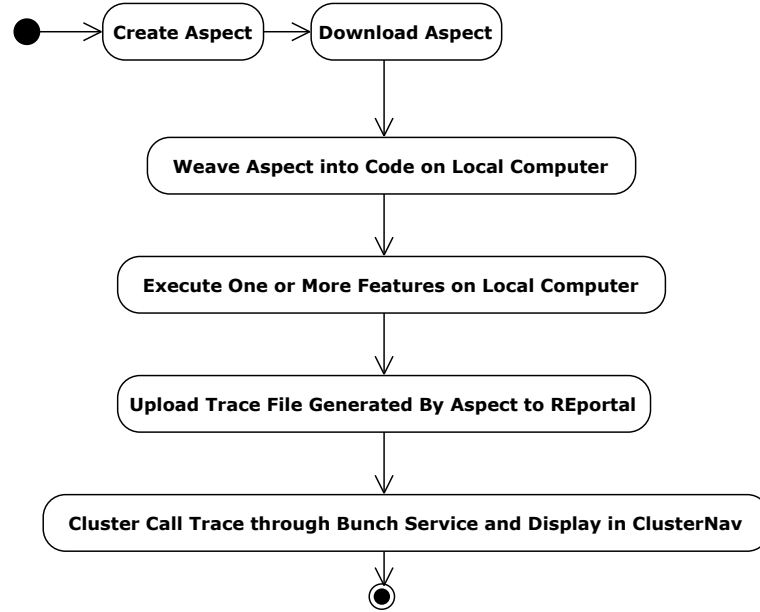 Create Aspect
Download Aspect
Weave Aspect into Code on Local Computer
Execute One or More Features on Local Computer
Upload Trace File Generated By Aspect to REportal
Cluster Call Trace through Bunch Service and Display in ClusterNav